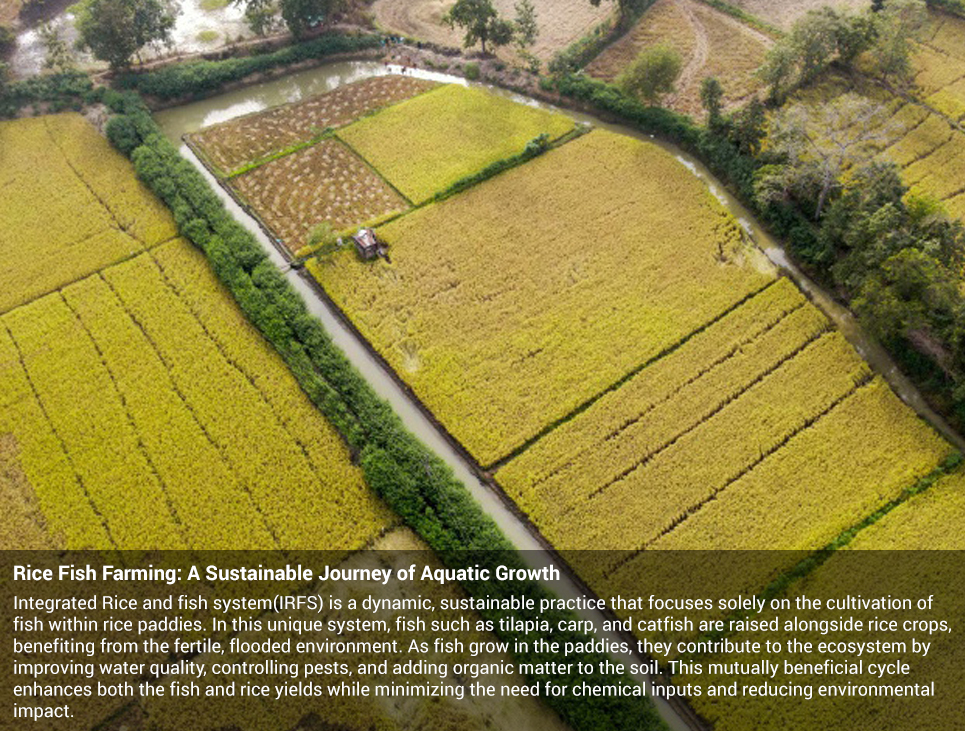 Rice Fish Farming: A Sustainable Journey of Aquatic Growth
Integrated Rice and fish system(IRFS) is a dynamic, sustainable practice that focuses solely on the cultivation of
fish within rice paddies. In this unique system, fish such as tilapia, carp, and catfish are raised alongside rice crops,
benefiting from the fertile, flooded environment. As fish grow in the paddies, they contribute to the ecosystem by
improving water quality, controlling pests, and adding organic matter to the soil. This mutually beneficial cycle
enhances both the fish and rice yields while minimizing the need for chemical inputs and reducing environmental
impact.